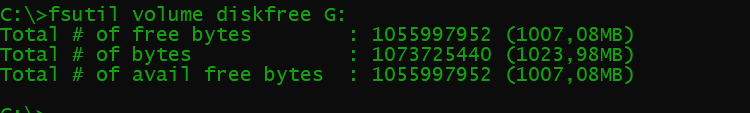 C:\>fsutil volume diskfree G:
Total # of free bytes        : 1055997952 (1007,08MB)
Total # of bytes             : 1073725440 (1023,98MB)
Total # of avail free bytes  : 1055997952 (1007,08MB)
C:\>